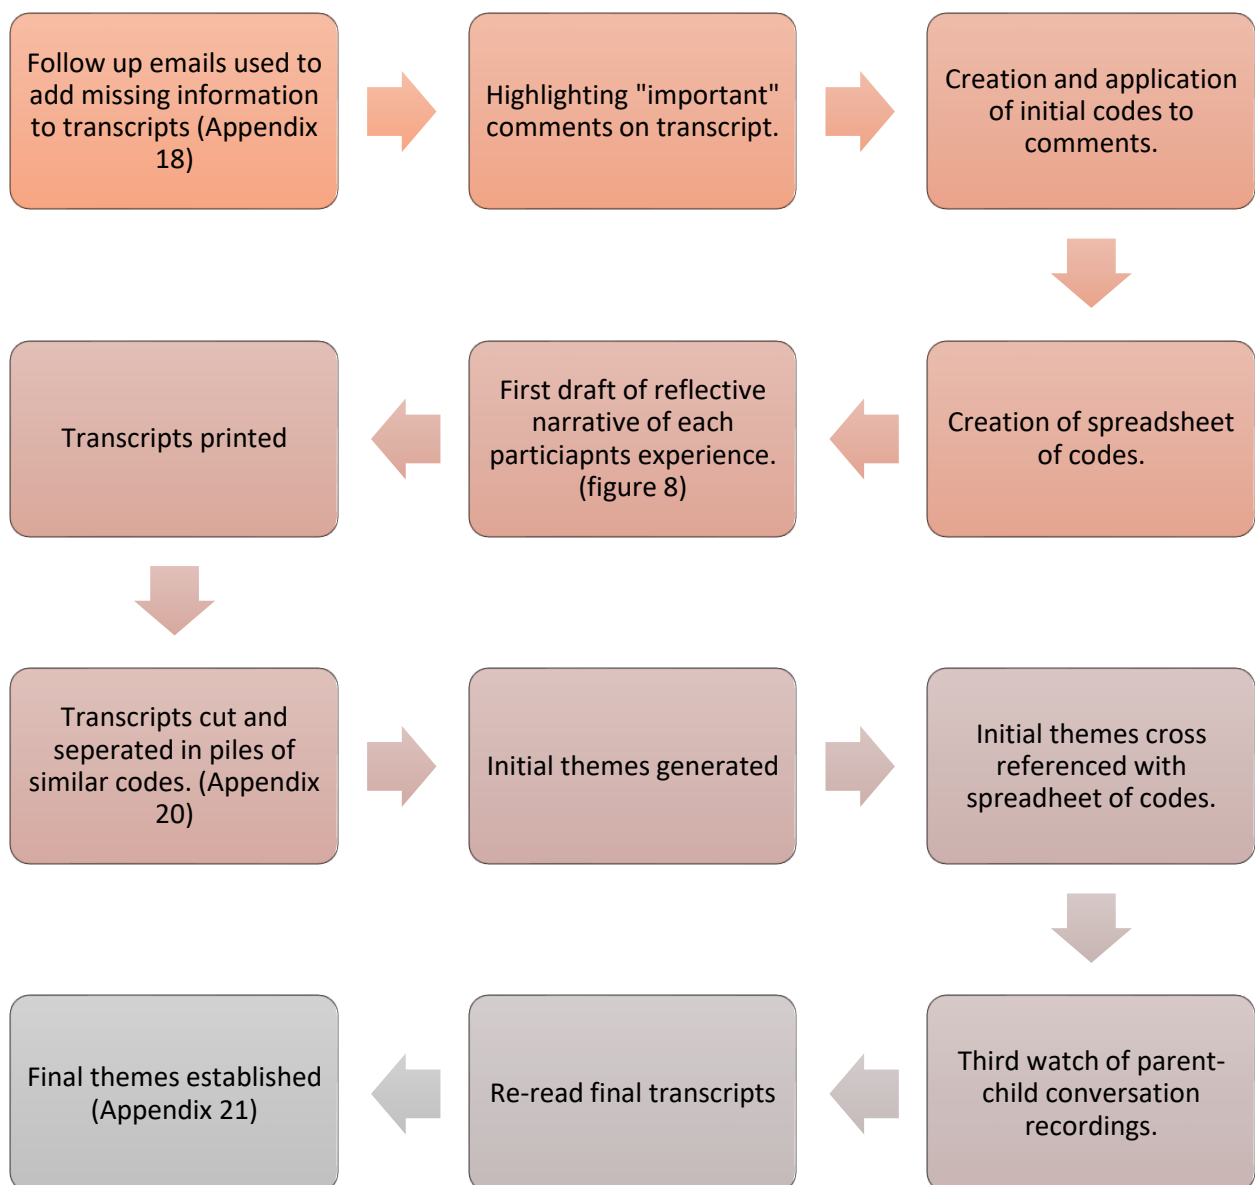 Follow up emails used to
add missing information
to transcripts (Appendix
18)
Highlighting "important"
comments on transcript.
Creation and application
of initial codes to
comments.
Creation of spreadsheet
of codes.
First draft of reflective
narrative of each
particiapnts experience.
(figure 8)
Transcripts printed
Transcripts cut and
seperated in piles of
similar codes. (Appendix
20)
Initial themes generated
Initial themes cross
referenced with
spreadheet of codes.
Third watch of parent-
child conversation
recordings.
Re-read final transcripts
Final themes established
(Appendix 21)